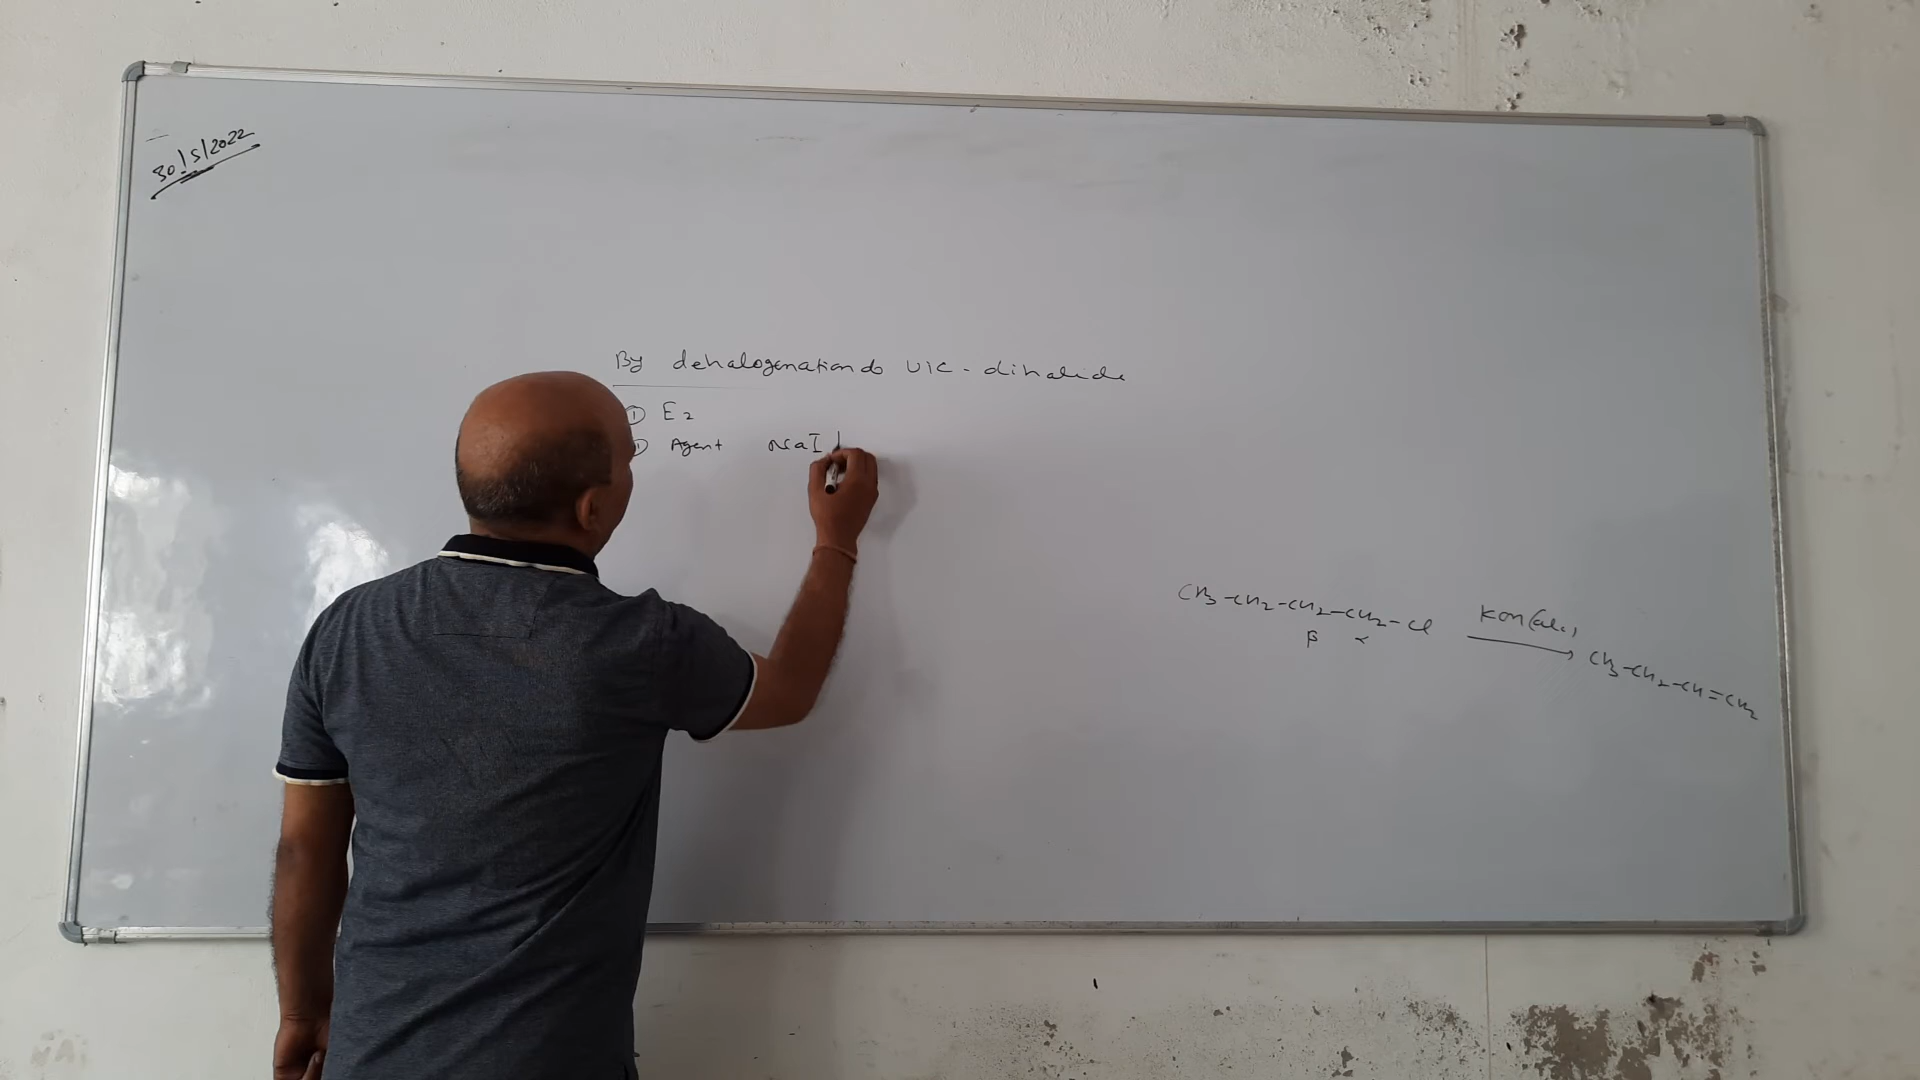 30/5/2022
By dehalogenation of vic-dihalide
① E2
② Agent NaI
CH3-CH2-CH2-CH2-Cl KOH(alc)
β α
CH3-CH2-CH=CH2